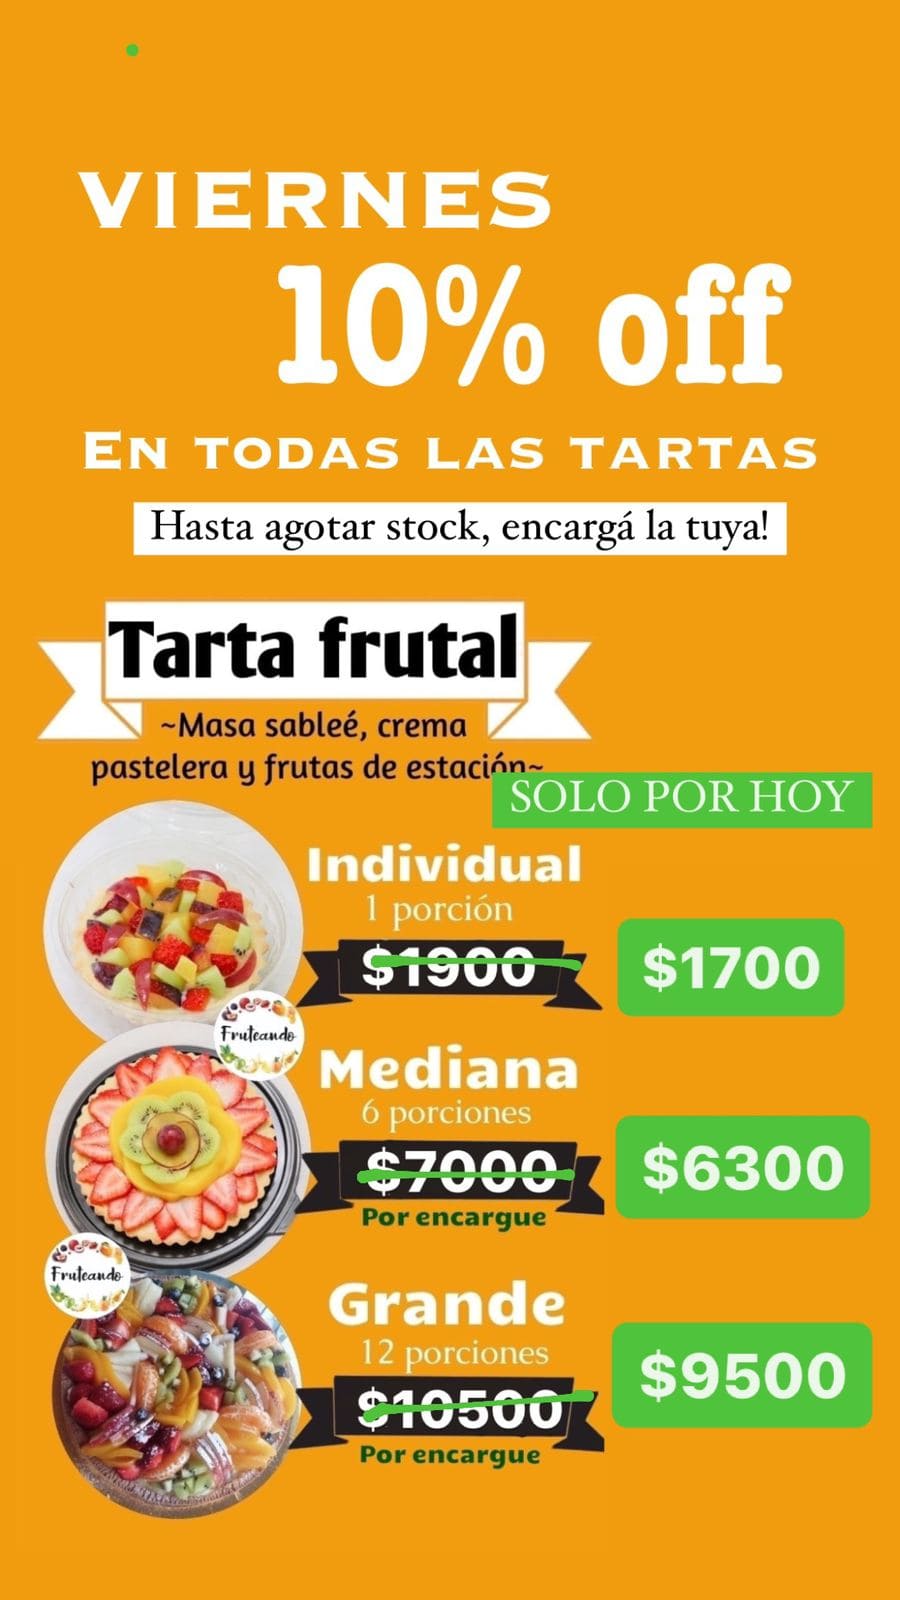 VIERNES
10% off
EN TODAS LAS TARTAS
Hasta agotar stock, encargá la tuya!
Tarta frutal
~Masa sableé, crema
pastelera y frutas de estación~
SOLO POR HOY
Individual
1 porción
$1900
$1700
Fruteando
Mediana
6 porciones
$7000
$6300
Por encargue
Fruteando
Grande
12 porciones
$10500
$9500
Por encargue